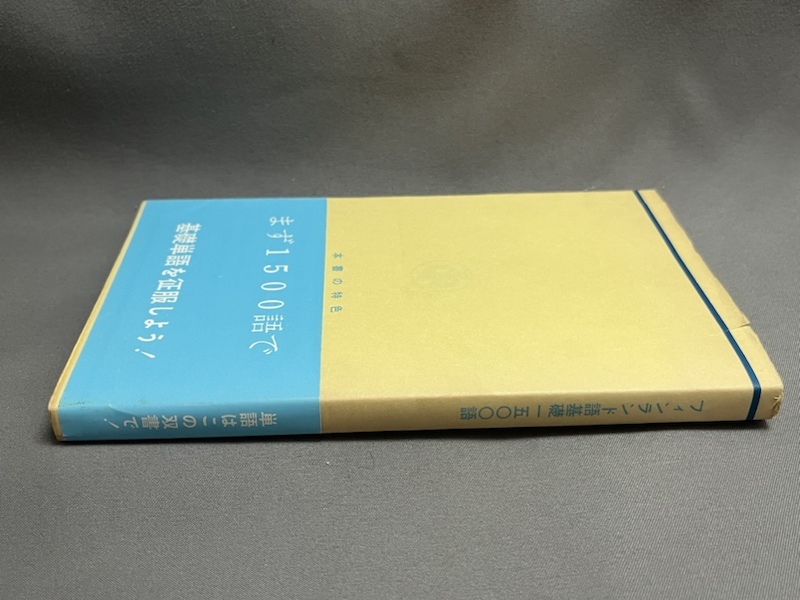 まず1500語で
基礎単語を征服しよう!
本書の特色
フィンランド語基礎一五〇〇語
単語はこの双書で!